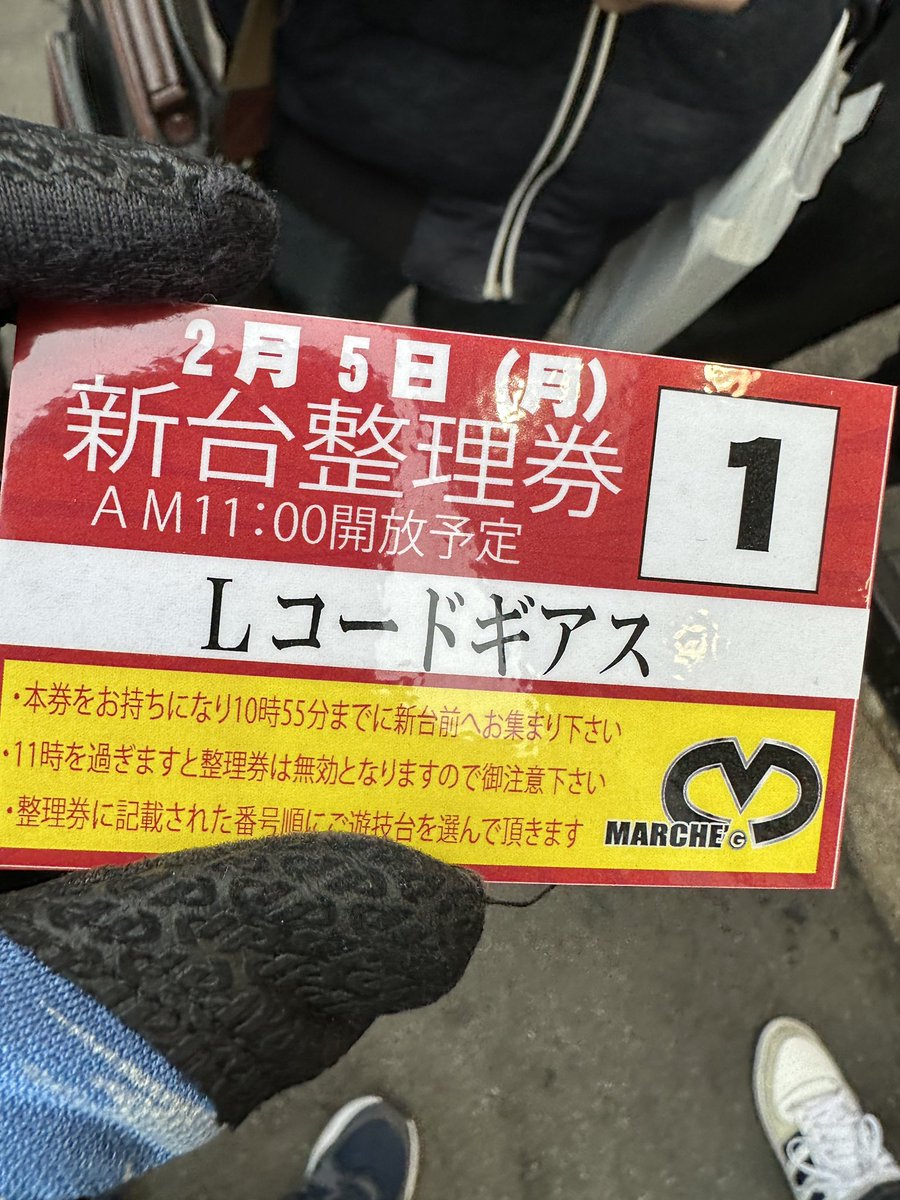 2月5日(月)
新台整理券
AM11:00開放予定
1
Lコードギアス
・本券をお持ちになり10時55分までに新台前へお集まり下さい
・11時を過ぎますと整理券は無効となりますので御注意下さい
・整理券に記載された番号順にご遊技台を選んで頂きます
MARCHE'G